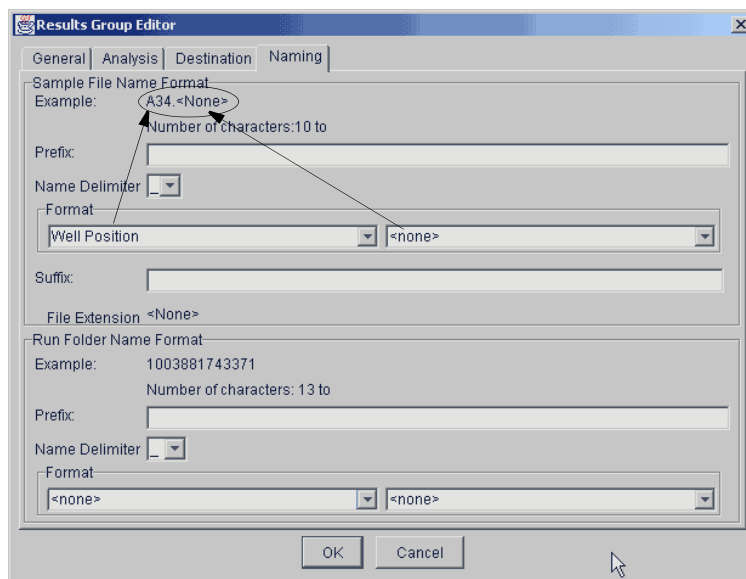 Results Group Editor
General Analysis Destination Naming
Sample File Name Format
Example: A34.<None>
Number of characters:10 to
Prefix:
Name Delimiter _
Format
Well Position <none>
Suffix:
File Extension <None>
Run Folder Name Format
Example: 1003881743371
Number of characters: 13 to
Prefix:
Name Delimiter _
Format
<none> <none>
OK Cancel